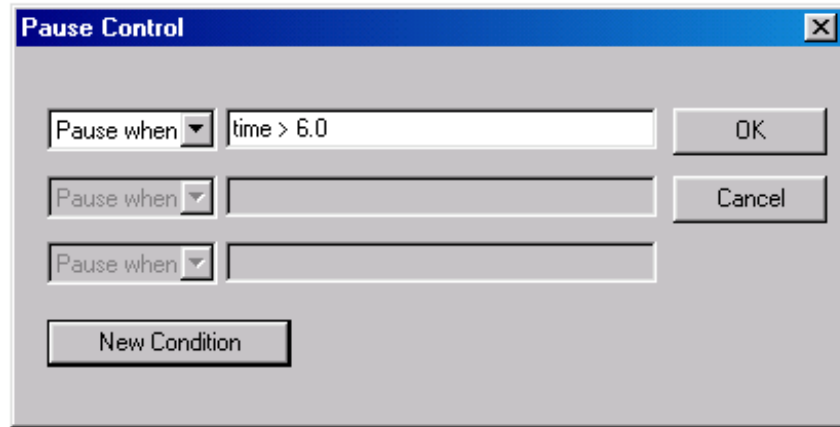 Pause Control
Pause when time > 6.0 OK
Pause when Cancel
Pause when
New Condition